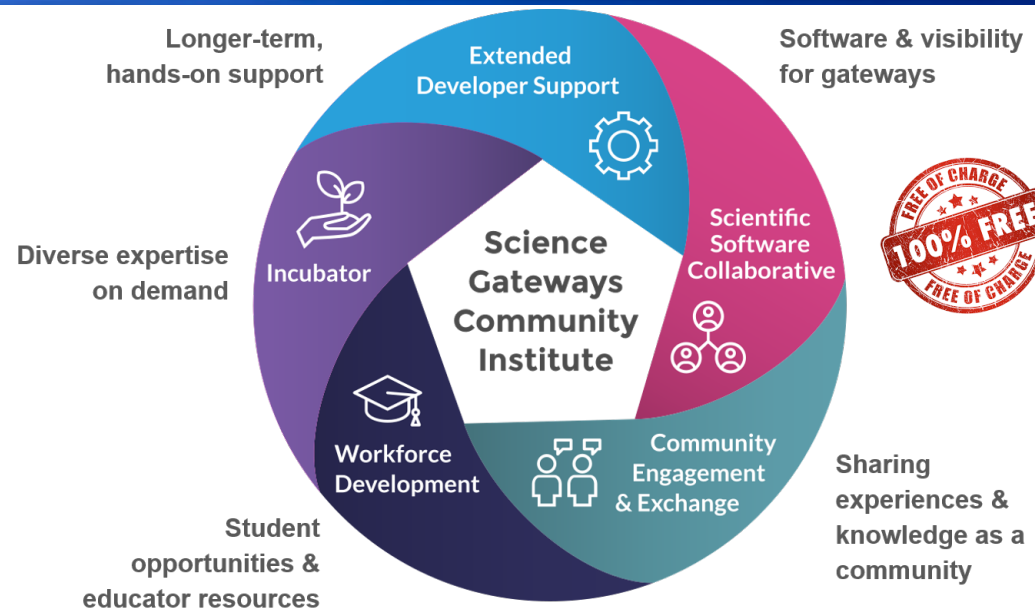 Longer-term,
hands-on support
Extended
Developer Support
Software & visibility
for gateways
FREE OF CHARGE
100% FREE
FREE OF CHARGE
Scientific
Software
Collaborative
Incubator
Diverse expertise
on demand
Science
Gateways
Community
Institute
Workforce
Development
Community
Engagement
& Exchange
Sharing
experiences &
knowledge as a
community
Student
opportunities &
educator resources